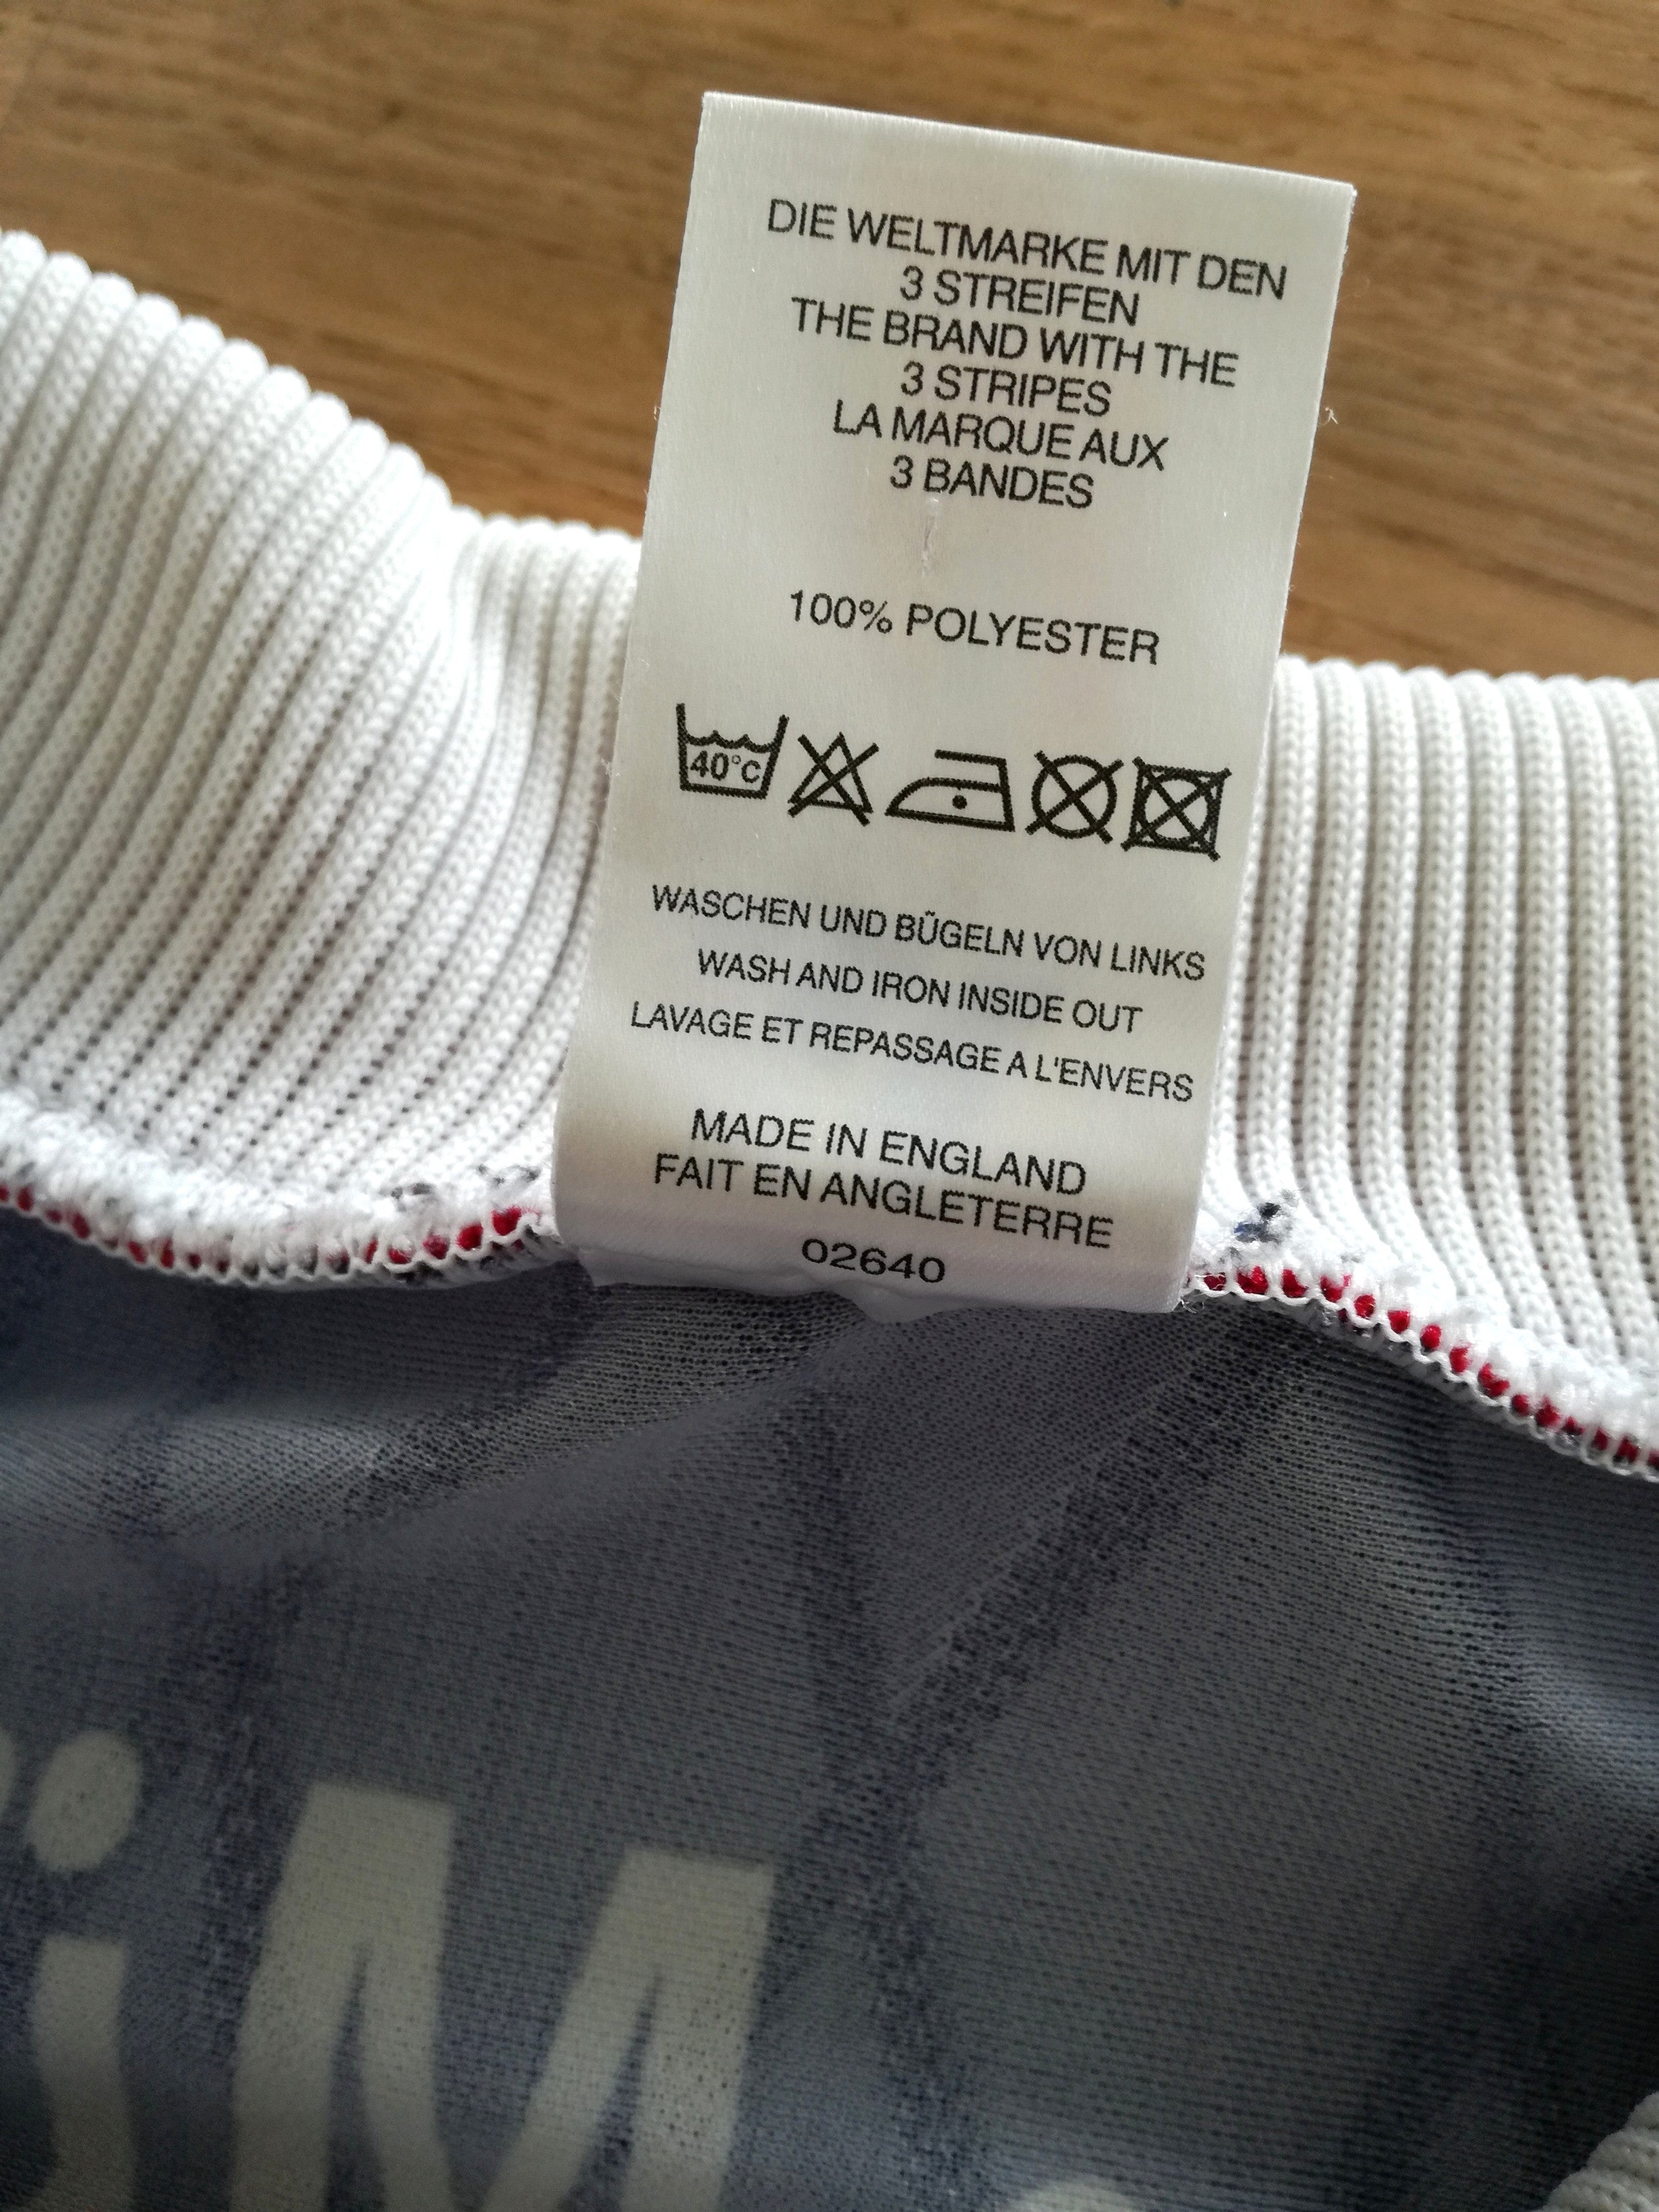 DIE WELTMARKE MIT DEN
3 STREIFEN
THE BRAND WITH THE
3 STRIPES
LA MARQUE AUX
3 BANDES
100% POLYESTER
40°C
WASCHEN UND BÜGELN VON LINKS
WASH AND IRON INSIDE OUT
LAVAGE ET REPASSAGE A L'ENVERS
MADE IN ENGLAND
FAIT EN ANGLETERRE
02640